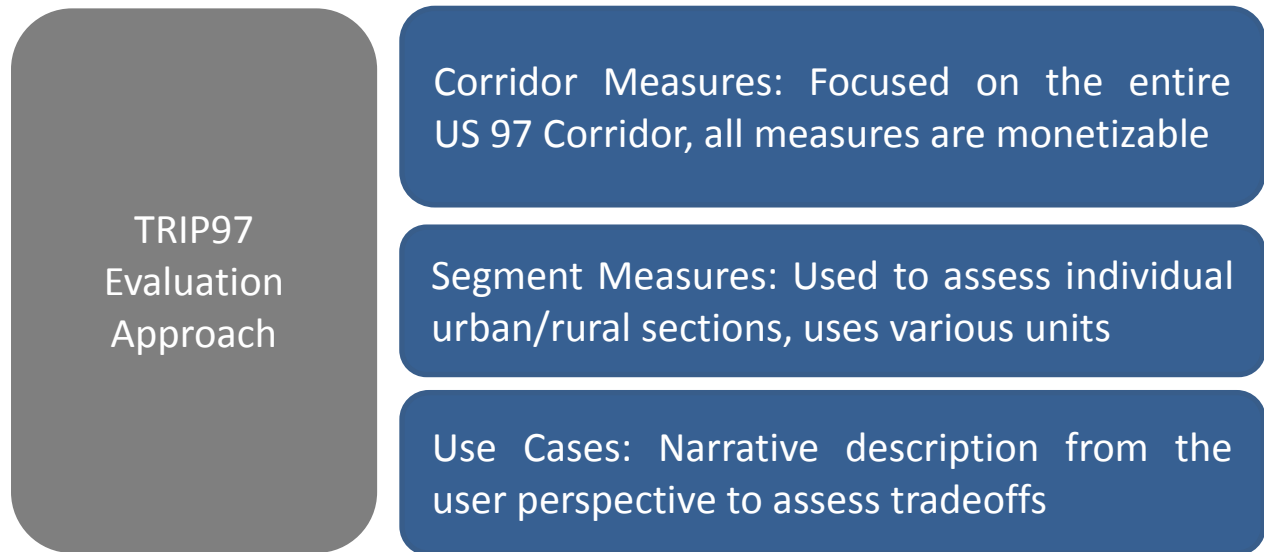 TRIP97
Evaluation
Approach
Corridor Measures: Focused on the entire
US 97 Corridor, all measures are monetizable
Segment Measures: Used to assess individual
urban/rural sections, uses various units
Use Cases: Narrative description from the
user perspective to assess tradeoffs